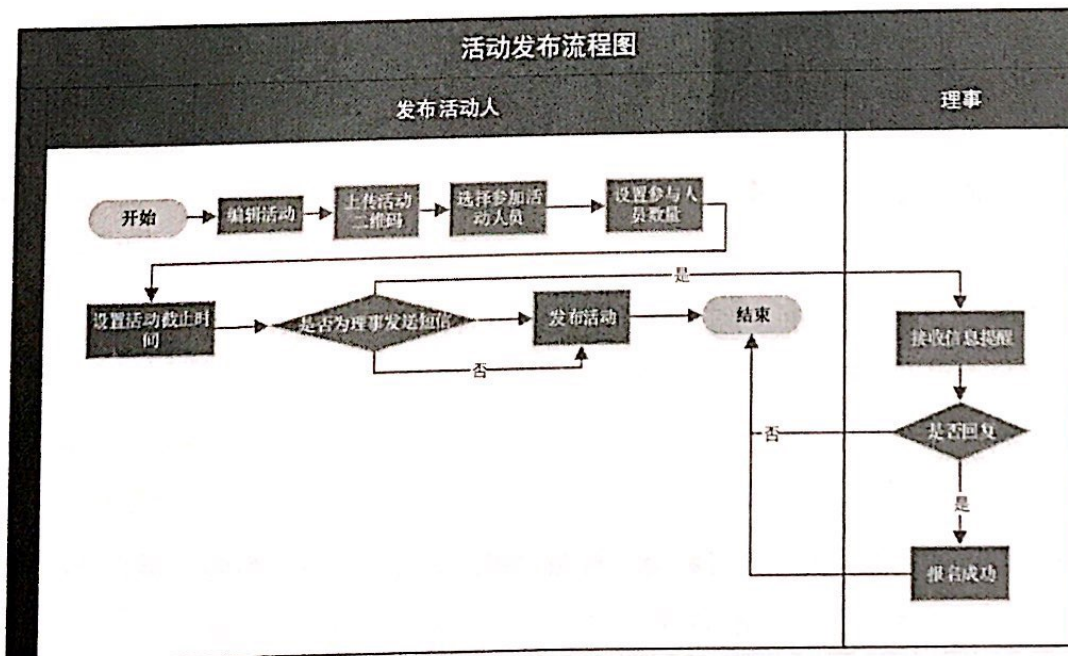 活动发布流程图
发布活动人
理事
开始
编辑活动
上传活动
二维码
选择参加活
动人员
设置参与人
员数量
是
设置活动截止时
间
是否为理事发送短信
发布活动
结束
接收信息提醒
否
否
是否回复
是
报名成功